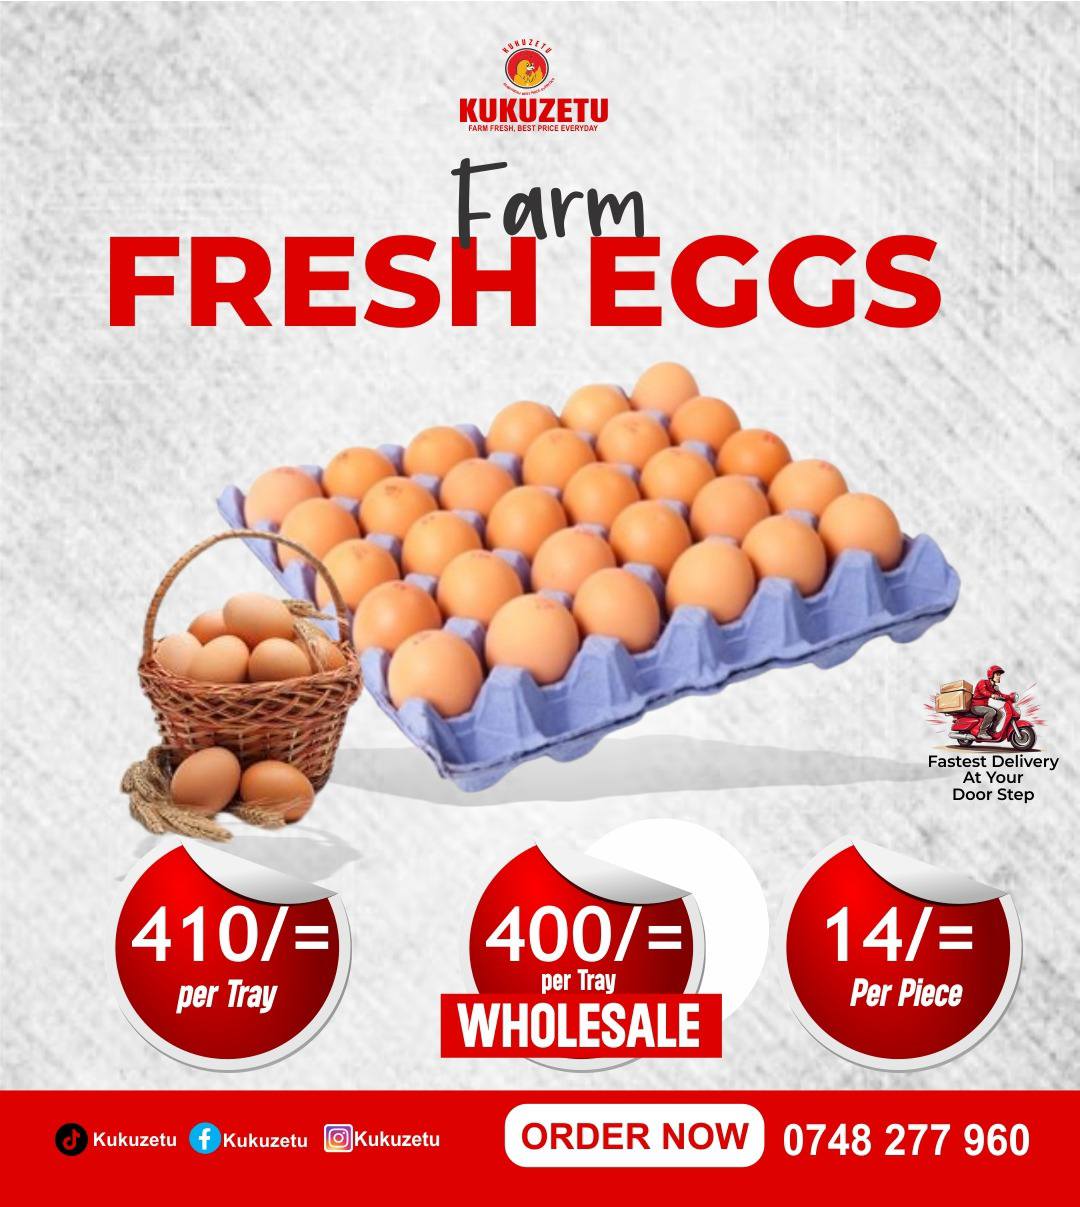 KUKUZETU
KUKUZETU
FARM FRESH, BEST PRICE EVERYDAY
Farm
FRESH EGGS
Fastest Delivery
At Your
Door Step
410/=
per Tray
400/=
per Tray
WHOLESALE
14/=
Per Piece
Kukuzetu
Kukuzetu
Kukuzetu
ORDER NOW
0748 277 960